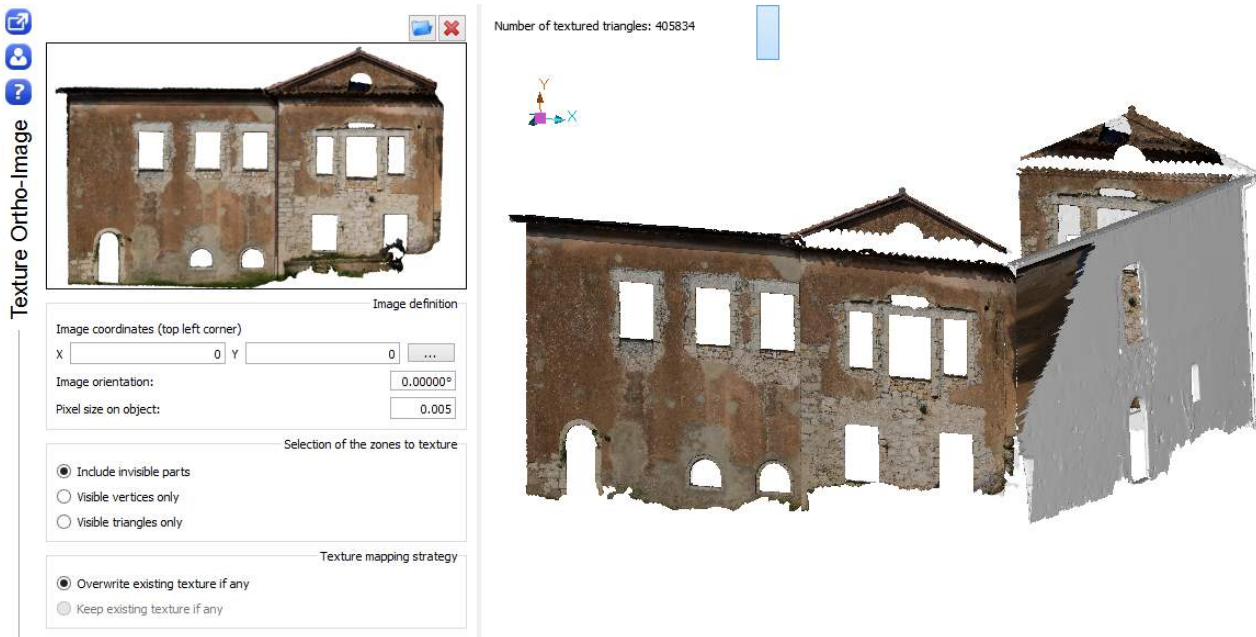 Texture Ortho-Image
Number of textured triangles: 405834
Y
X
Image definition
Image coordinates (top left corner)
X 0 Y 0 ...
Image orientation: 0.00000°
Pixel size on object: 0.005
Selection of the zones to texture
Include invisible parts
Visible vertices only
Visible triangles only
Texture mapping strategy
Overwrite existing texture if any
Keep existing texture if any